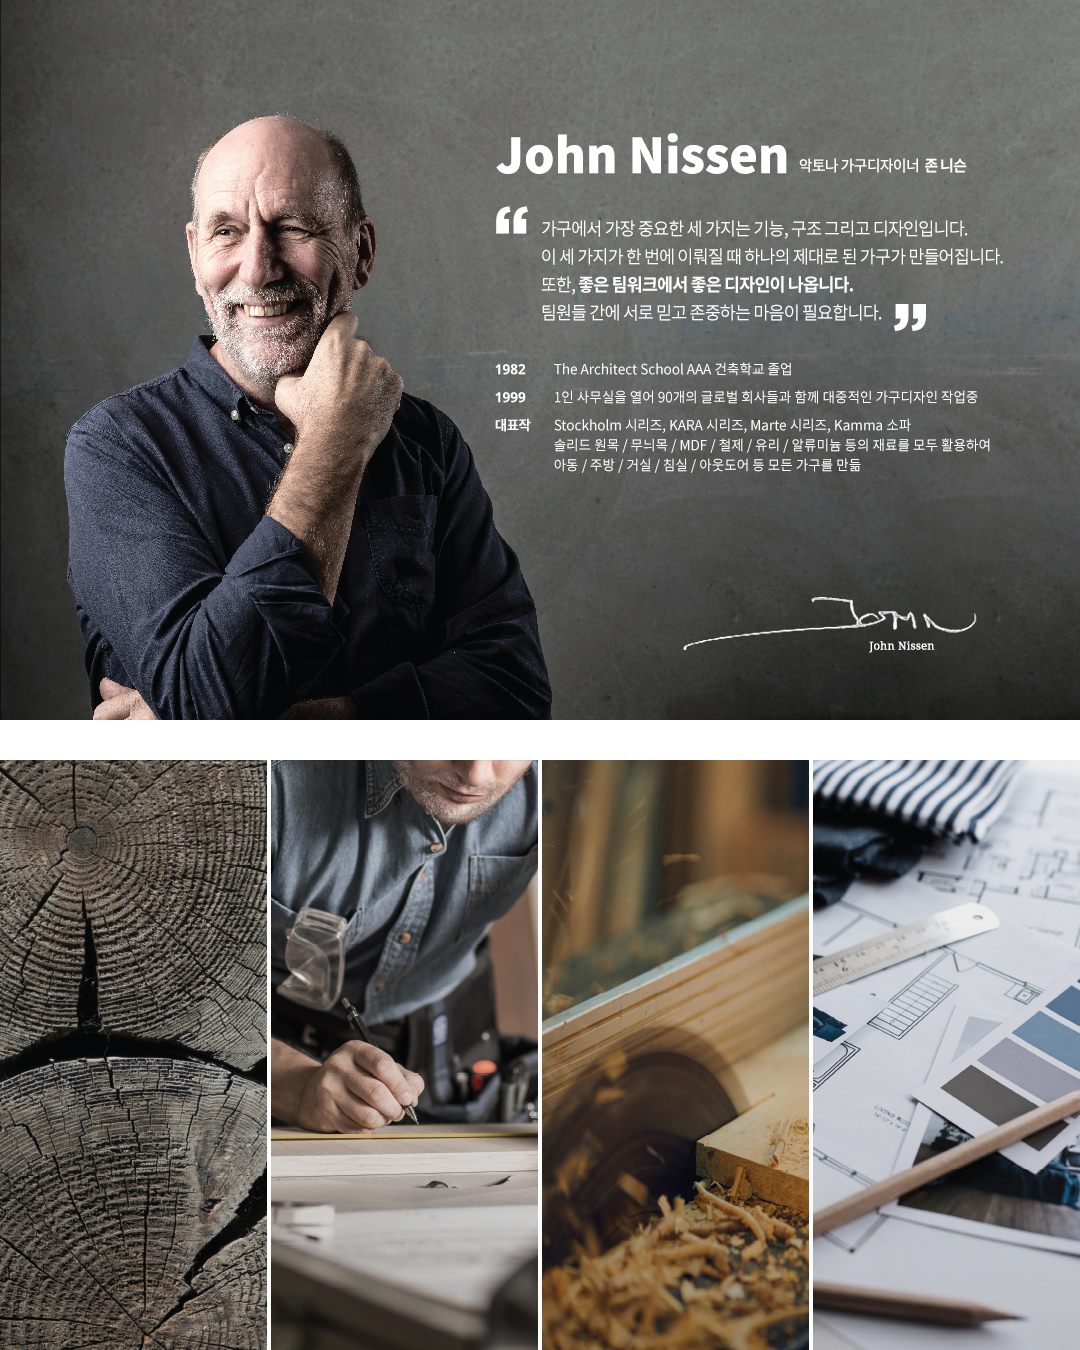 John Nissen 악토나 가구디자이너 존 니슨
“ 가구에서 가장 중요한 세 가지는 기능, 구조 그리고 디자인입니다.
이 세 가지가 한 번에 이뤄질 때 하나의 제대로 된 가구가 만들어집니다.
또한, 좋은 팀워크에서 좋은 디자인이 나옵니다.
팀원들 간에 서로 믿고 존중하는 마음이 필요합니다. ”
1982 The Architect School AAA 건축학교 졸업
1999 1인 사무실을 열어 90개의 글로벌 회사들과 함께 대중적인 가구디자인 작업중
대표작 Stockholm 시리즈, KARA 시리즈, Marte 시리즈, Kamma 소파
솔리드 원목 / 무늬목 / MDF / 철제 / 유리 / 알류미늄 등의 재료를 모두 활용하여
아동 / 주방 / 거실 / 침실 / 아웃도어 등 모든 가구를 만듦
JOHN
John Nissen